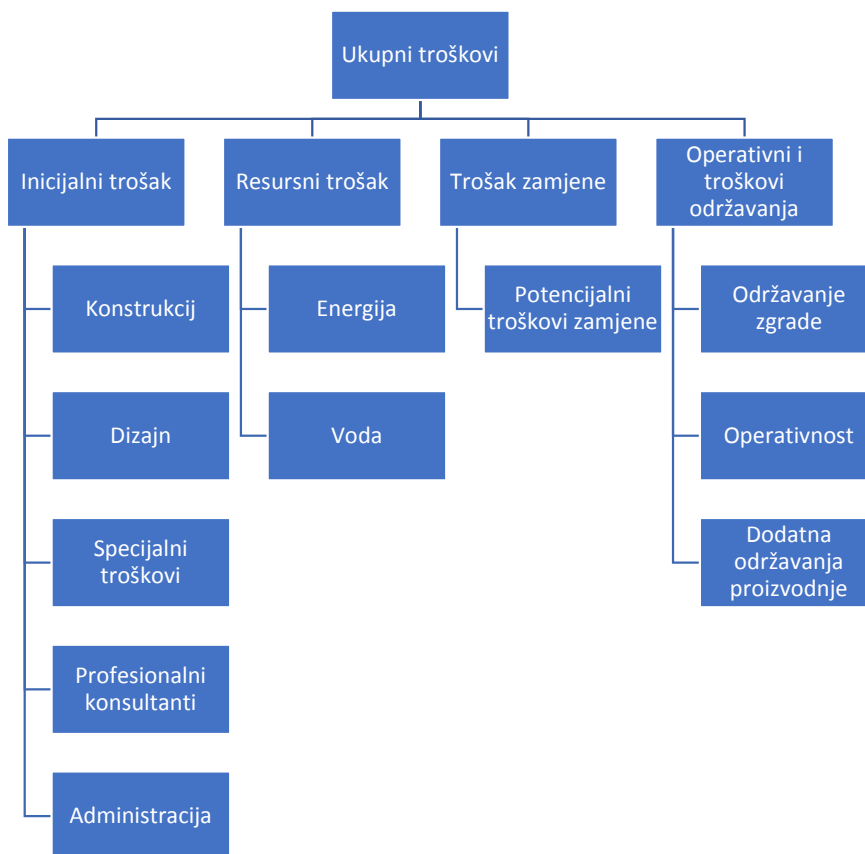 Ukupni troškovi
Inicijalni trošak
Resursni trošak
Trošak zamjene
Operativni i
troškovi
održavanja
Konstrukcij
Energija
Potencijalni
troškovi zamjene
Održavanje
zgrade
Dizajn
Voda
Operativnost
Specijalni
troškovi
Dodatna
održavanja
proizvodnje
Profesionalni
konsultanti
Administracija